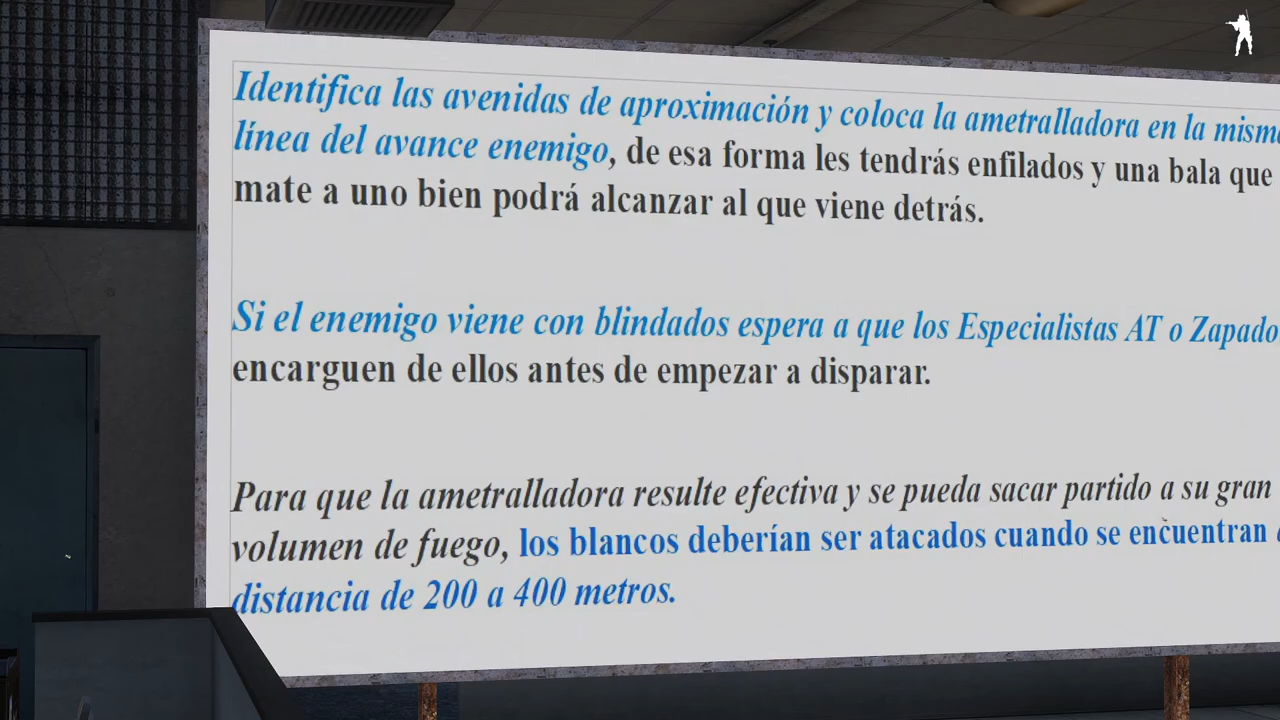 Identifica las avenidas de aproximación y coloca la ametralladora en la
línea del avance enemigo, de esa forma les tendrás enfilados y una bala que
mate a uno bien podrá alcanzar al que viene detrás.
Si el enemigo viene con blindados espera a que los Especialistas AT o
encarguen de ellos antes de empezar a disparar.
Para que la ametralladora resulte efectiva y se pueda sacar partido a su gran
volumen de fuego, los blancos deberían ser atacados cuando se encuentran
distancia de 200 a 400 metros.